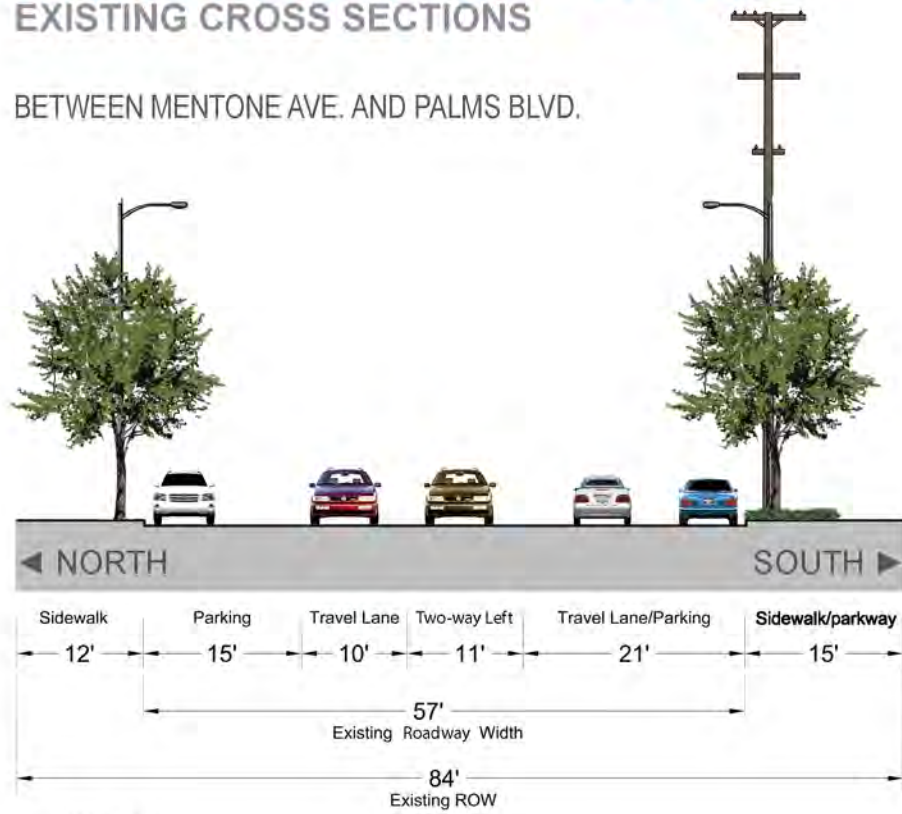 EXISTING CROSS SECTIONS
BETWEEN MENTONE AVE. AND PALMS BLVD.
◄ NORTH
SOUTH ►
Sidewalk Parking Travel Lane Two-way Left Travel Lane/Parking Sidewalk/parkway
12' 15' 10' 11' 21' 15'
57'
Existing Roadway Width
84'
Existing ROW